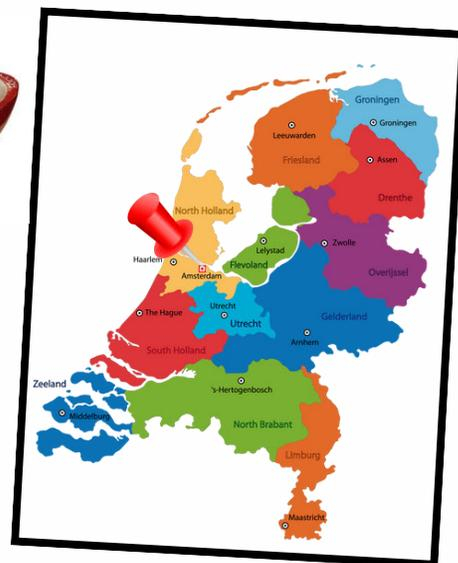 Groningen
Groningen
Leeuwarden
Assen
Friesland
Drenthe
North Holland
Zwolle
Lelystad
Haarlem
Flevoland
Amsterdam
Overijssel
Utrecht
The Hague
Utrecht
Gelderland
Arnhem
South Holland
Zeeland
's-Hertogenbosch
Middelburg
North Brabant
Limburg
Maastricht